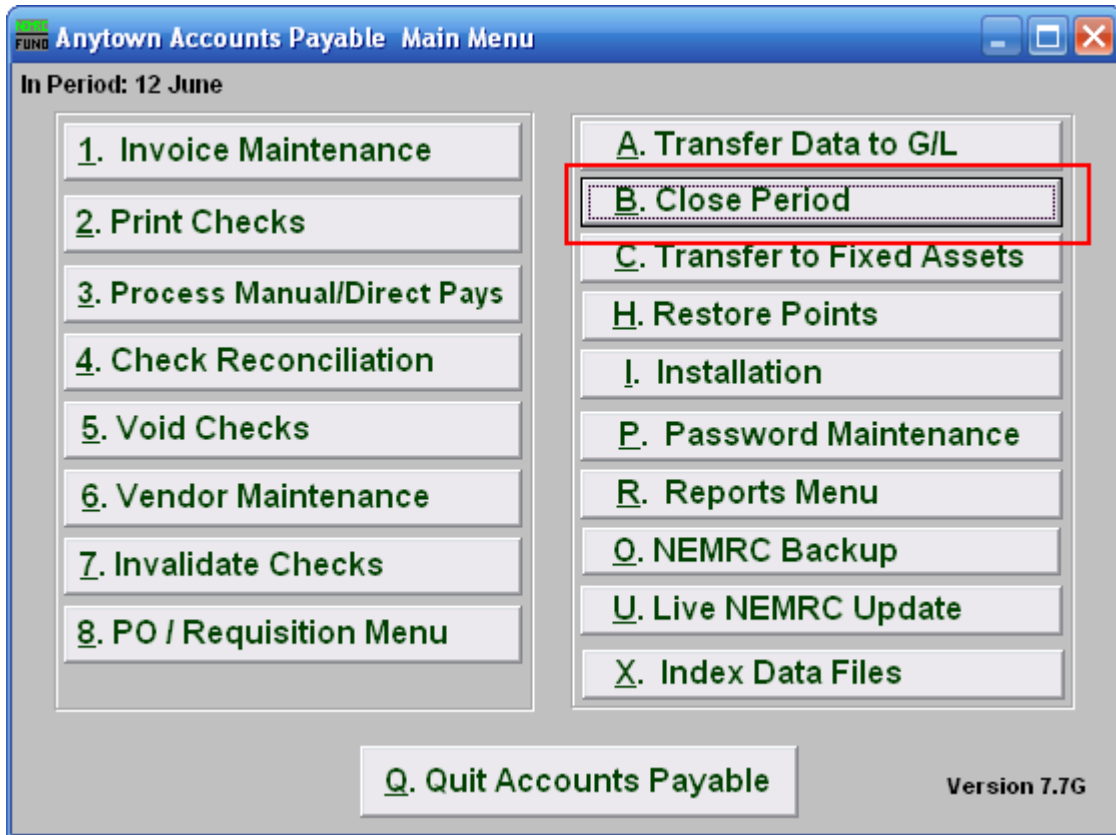 NEMRC
FUND Anytown Accounts Payable Main Menu
In Period: 12 June
1. Invoice Maintenance
2. Print Checks
3. Process Manual/Direct Pays
4. Check Reconciliation
5. Void Checks
6. Vendor Maintenance
7. Invalidate Checks
8. PO / Requisition Menu
A. Transfer Data to G/L
B. Close Period
C. Transfer to Fixed Assets
H. Restore Points
I. Installation
P. Password Maintenance
R. Reports Menu
O. NEMRC Backup
U. Live NEMRC Update
X. Index Data Files
Q. Quit Accounts Payable
Version 7.7G